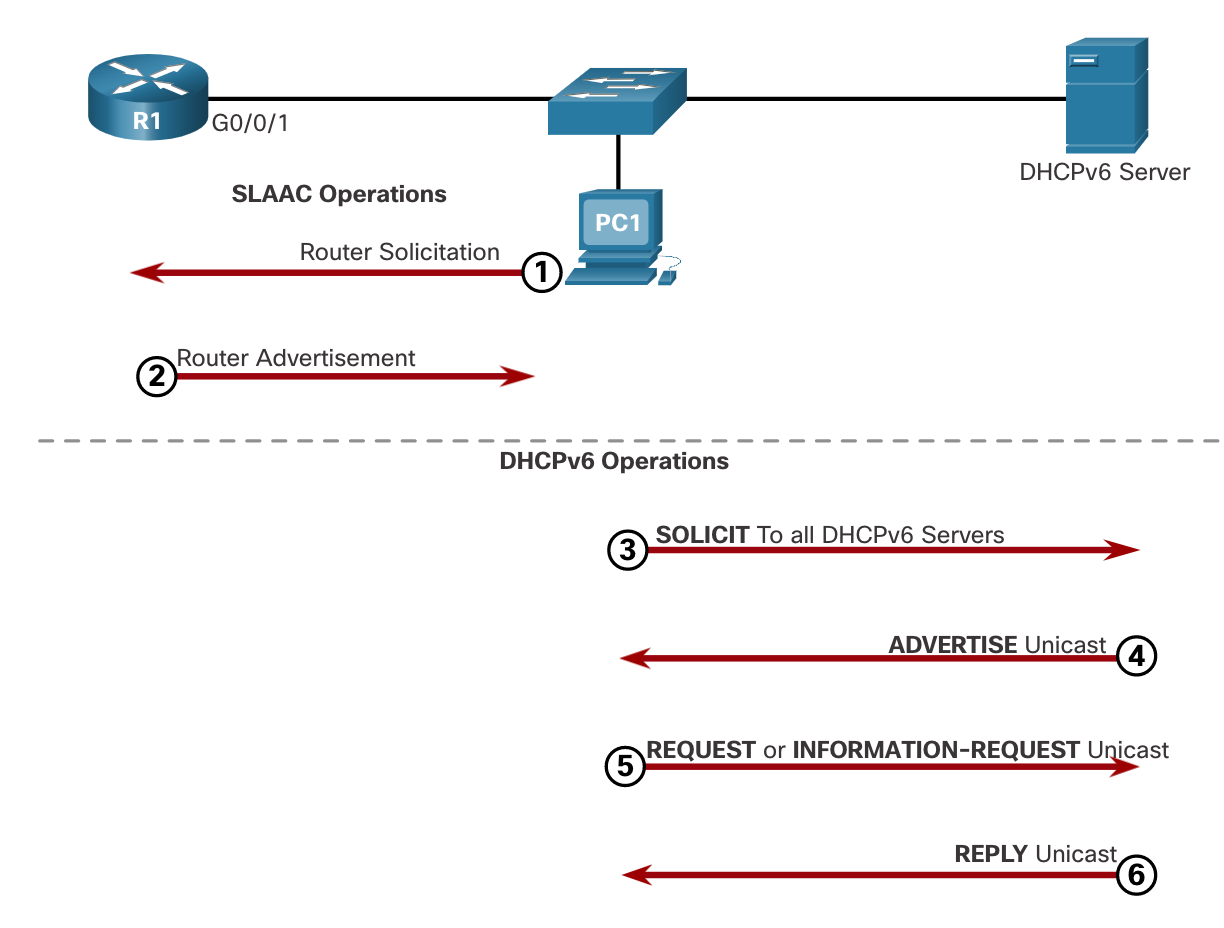 R1
G0/0/1
DHCPv6 Server
SLAAC Operations
PC1
Router Solicitation
1
Router Advertisement
2
DHCPv6 Operations
SOLICIT To all DHCPv6 Servers
3
ADVERTISE Unicast
4
REQUEST or INFORMATION-REQUEST Unicast
5
REPLY Unicast
6